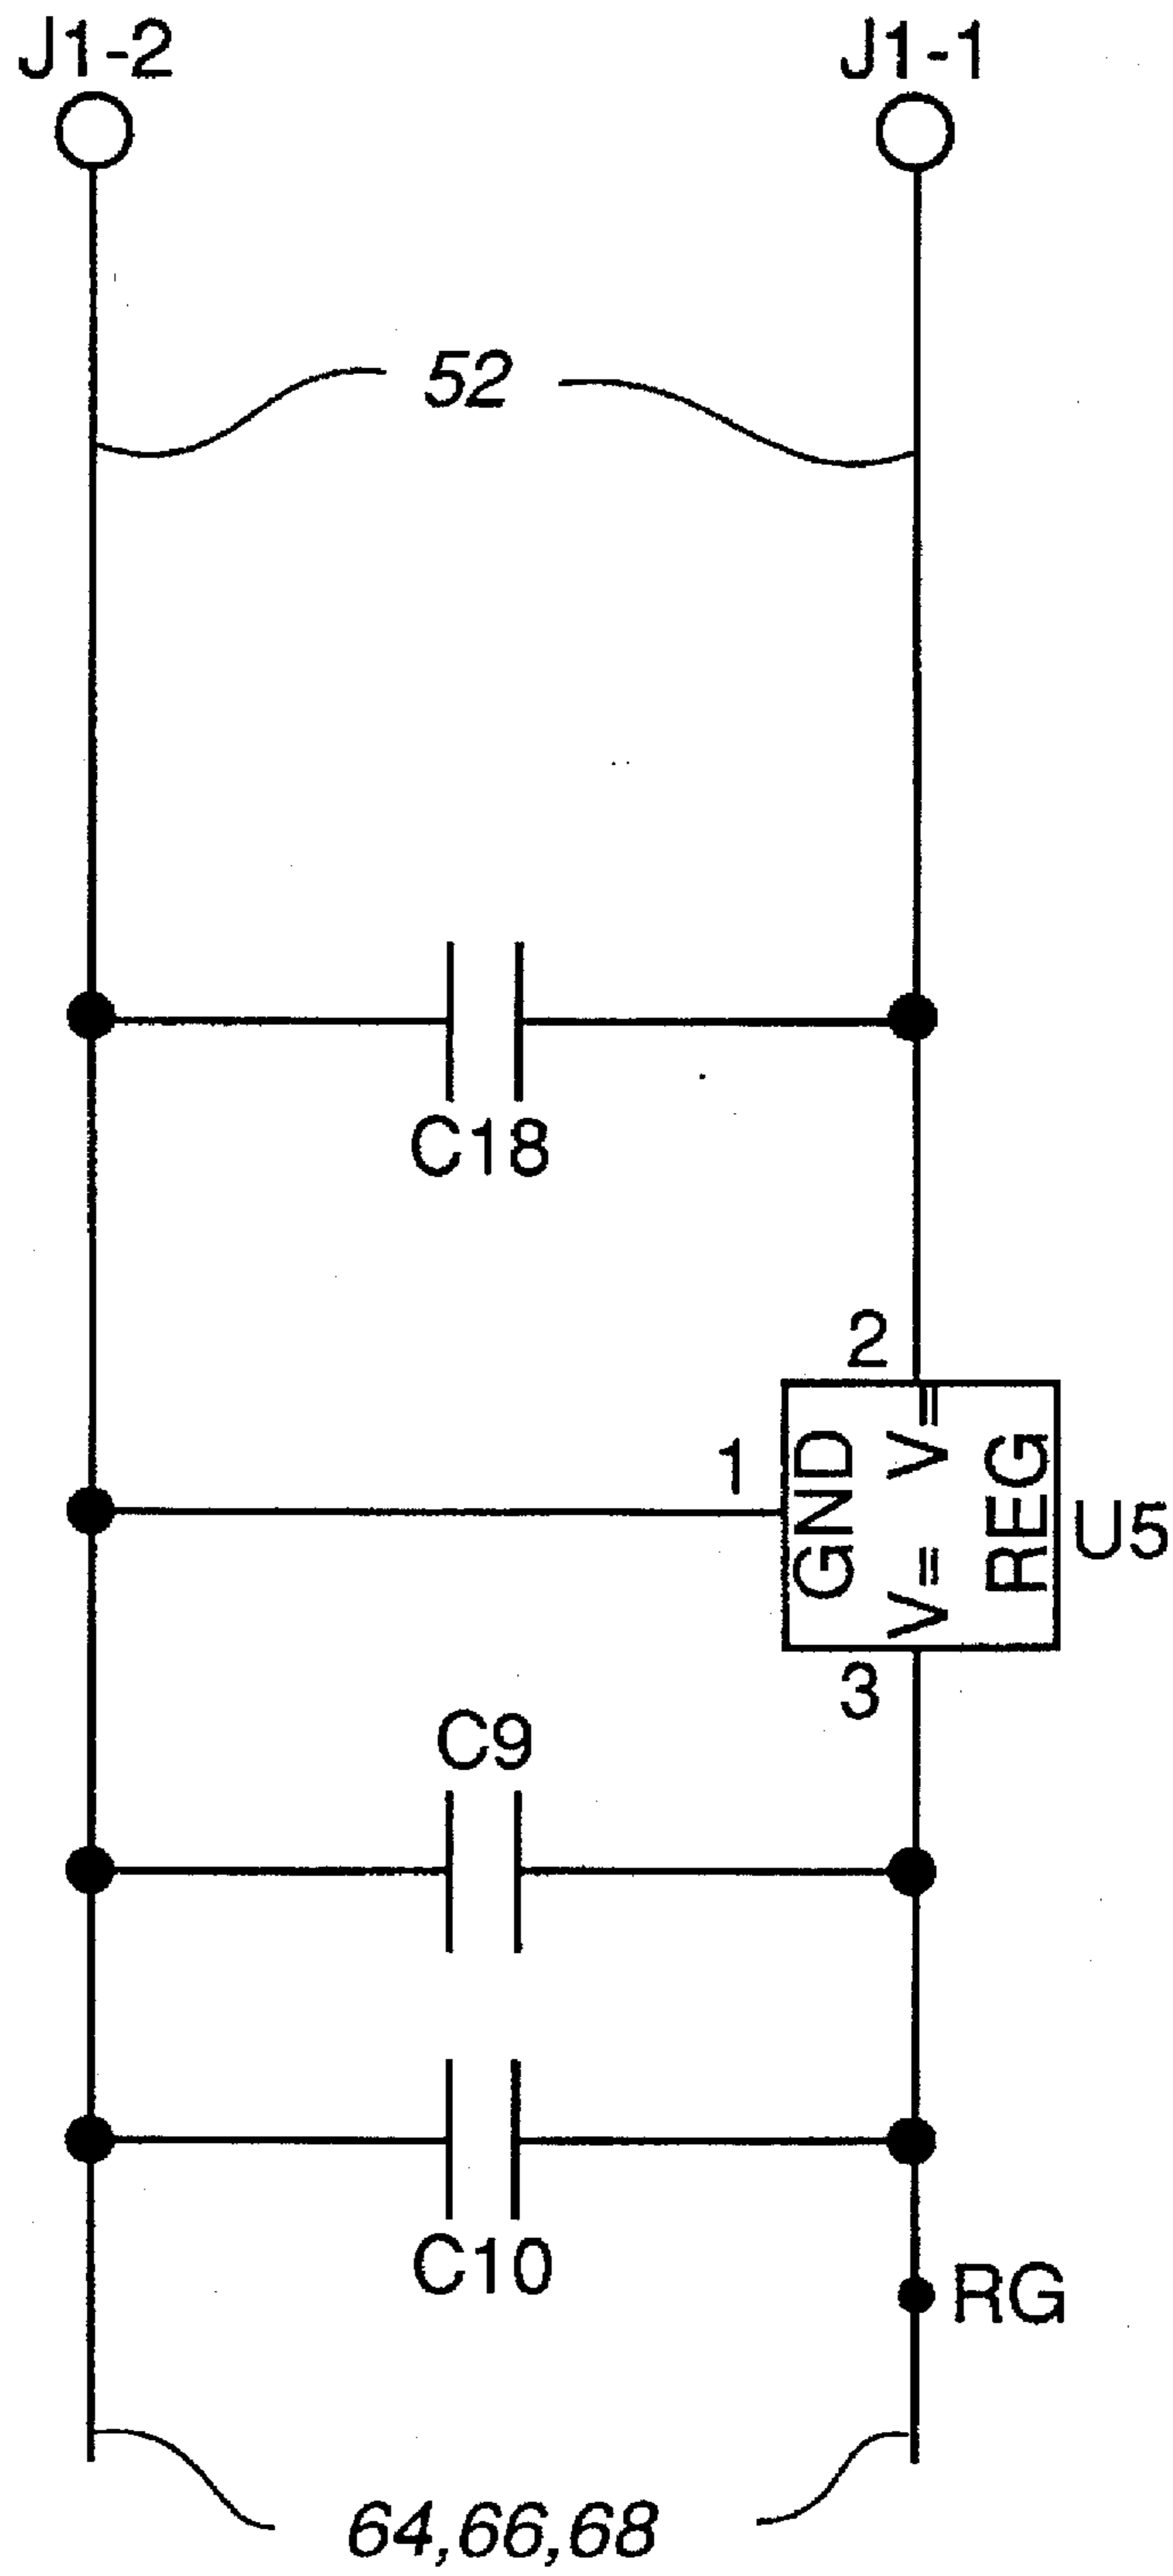 J1-2
J1-1
52
C18
2
1
GND
V=
V=
REG
U5
3
C9
C10
RG
64,66,68